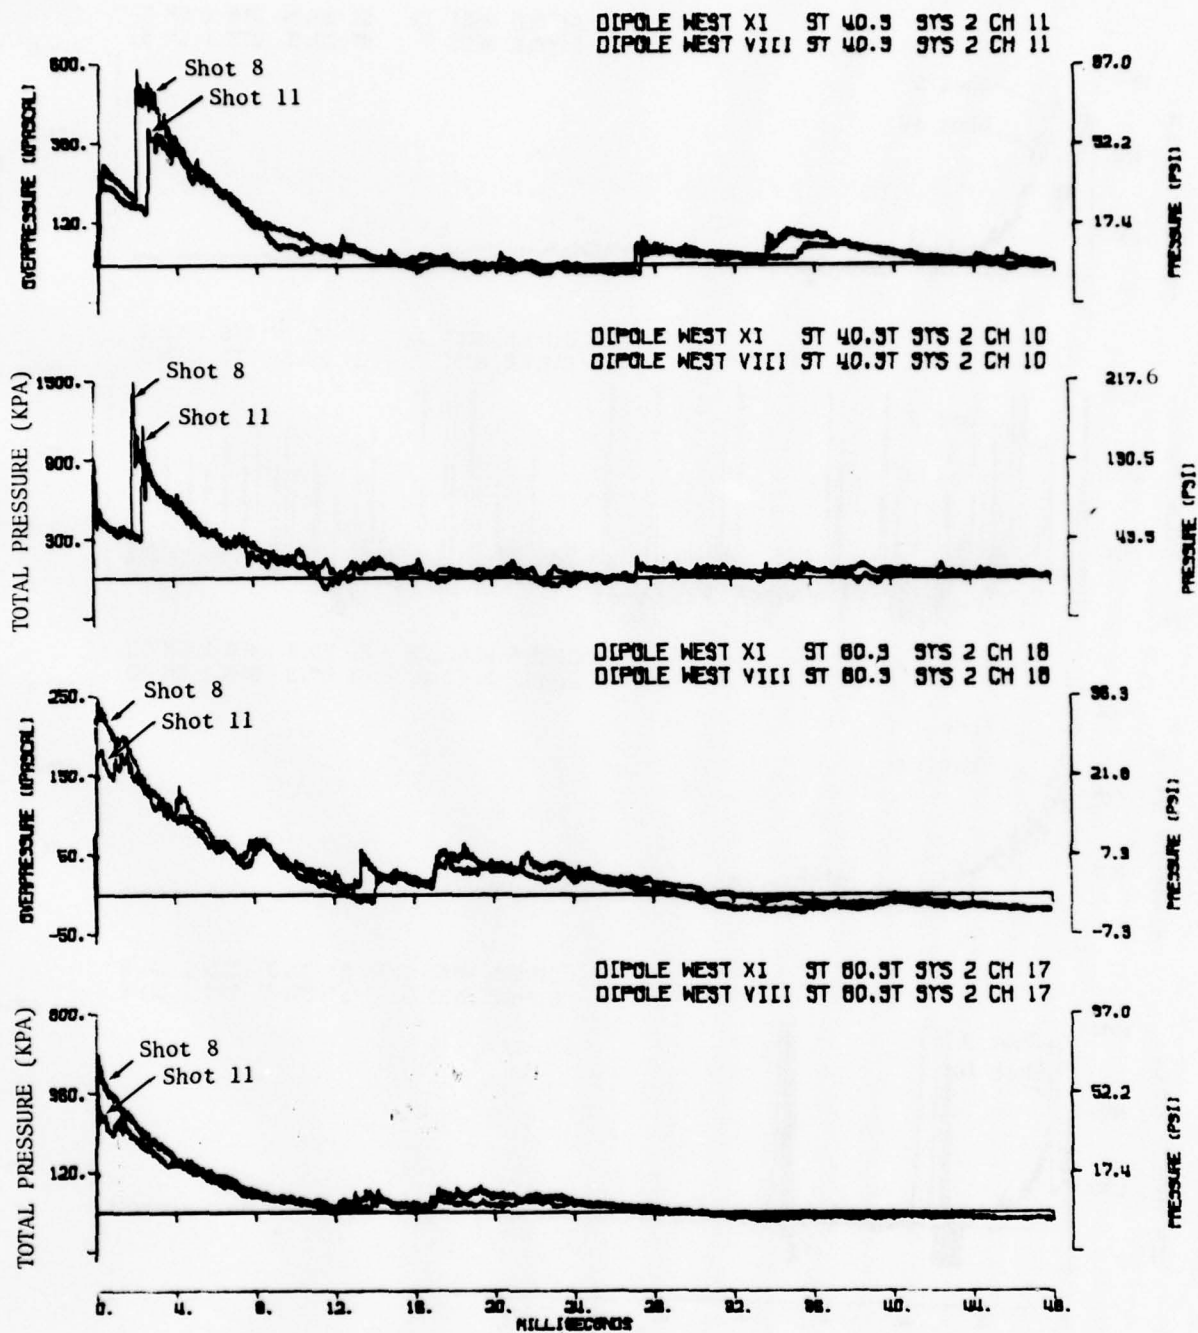 DIPOLE WEST XI ST 40.3 SYS 2 CH 11
DIPOLE WEST VIII ST 40.3 SYS 2 CH 11
600.
360.
120.
OVERPRESSURE (KPASCAL)
Shot 8
Shot 11
87.0
52.2
17.4
PRESSURE (PSI)
DIPOLE WEST XI ST 40.3T SYS 2 CH 10
DIPOLE WEST VIII ST 40.3T SYS 2 CH 10
1500.
900.
300.
TOTAL PRESSURE (KPA)
Shot 8
Shot 11
217.6
130.5
43.5
PRESSURE (PSI)
DIPOLE WEST XI ST 60.3 SYS 2 CH 18
DIPOLE WEST VIII ST 60.3 SYS 2 CH 18
250.
150.
50.
-50.
OVERPRESSURE (KPASCAL)
Shot 8
Shot 11
36.3
21.8
7.3
-7.3
PRESSURE (PSI)
DIPOLE WEST XI ST 60.3T SYS 2 CH 17
DIPOLE WEST VIII ST 60.3T SYS 2 CH 17
600.
360.
120.
TOTAL PRESSURE (KPA)
Shot 8
Shot 11
87.0
52.2
17.4
PRESSURE (PSI)
0. 4. 8. 12. 16. 20. 24. 28. 32. 36. 40. 44. 48.
MILLISECONDS